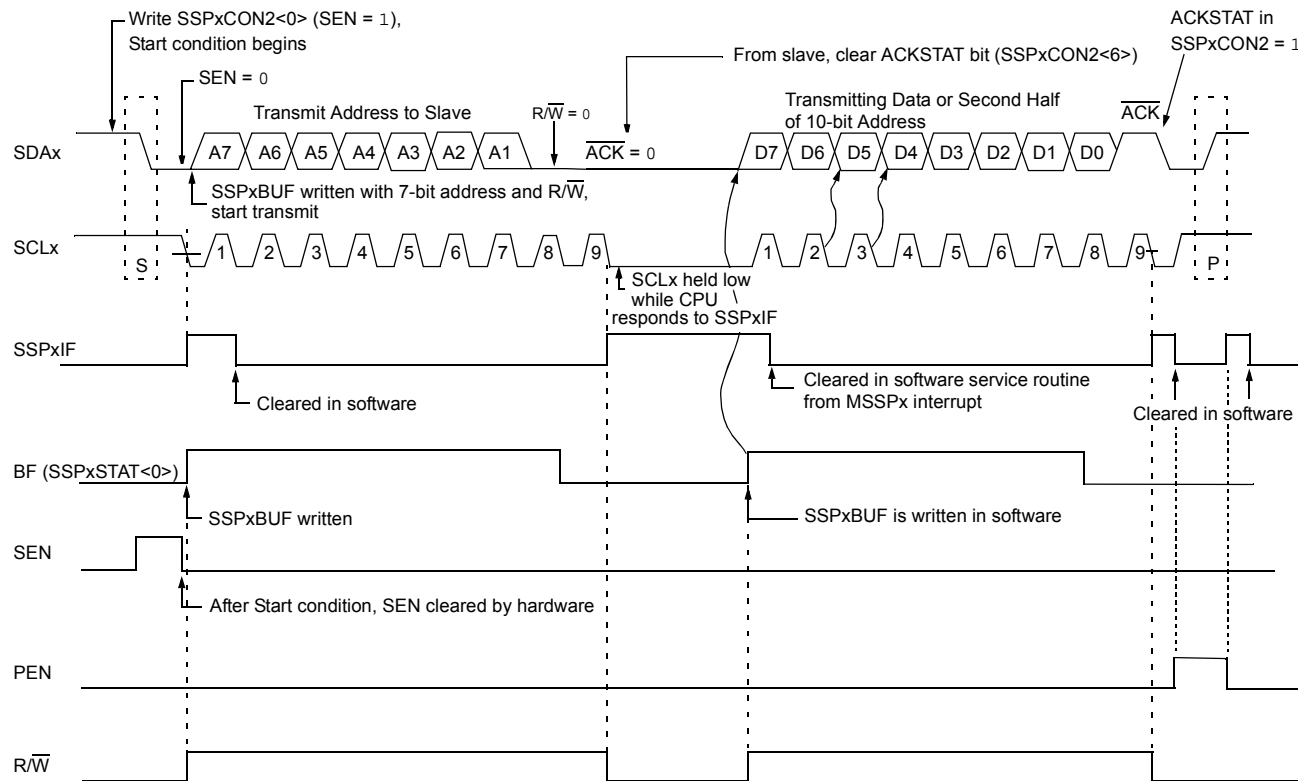 Write SSPxCON2<0> (SEN = 1),
Start condition begins
ACKSTAT in
SSPxCON2 = 1
From slave, clear ACKSTAT bit (SSPxCON2<6>)
SEN = 0
Transmit Address to Slave
R/W̅ = 0
Transmitting Data or Second Half
of 10-bit Address
A̅C̅K̅
SDAx
A7 A6 A5 A4 A3 A2 A1
A̅C̅K̅ = 0
D7 D6 D5 D4 D3 D2 D1 D0
SSPxBUF written with 7-bit address and R/W̅,
start transmit
SCLx
S
1 2 3 4 5 6 7 8 9
1 2 3 4 5 6 7 8 9
P
SCLx held low
while CPU
responds to SSPxIF
SSPxIF
Cleared in software
Cleared in software service routine
from MSSPx interrupt
Cleared in software
BF (SSPxSTAT<0>)
SSPxBUF written
SSPxBUF is written in software
SEN
After Start condition, SEN cleared by hardware
PEN
R/W̅